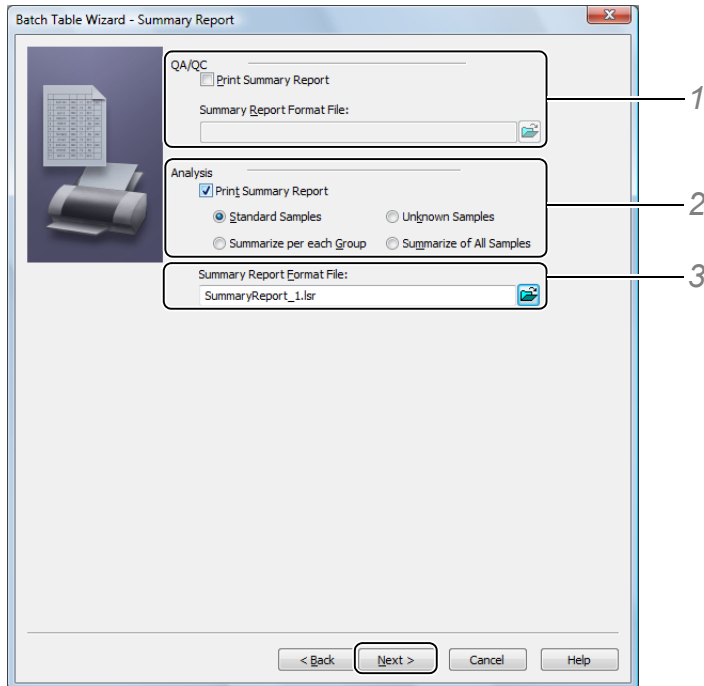 Batch Table Wizard - Summary Report
QA/QC
Print Summary Report
Summary Report Format File:
1
Analysis
Print Summary Report
Standard Samples Unknown Samples
2
Summarize per each Group Summarize of All Samples
Summary Report Format File:
3
SummaryReport_1.lsr
< Back Next > Cancel Help